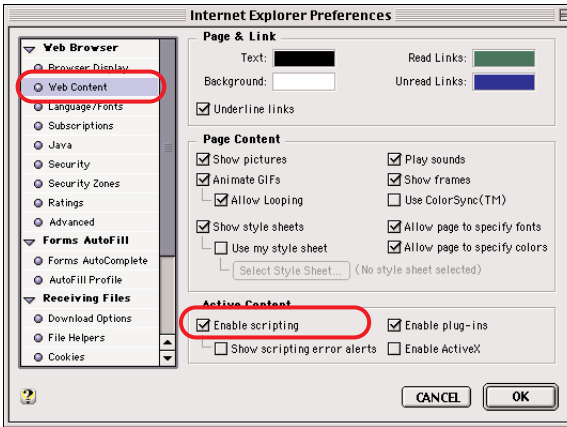 Internet Explorer Preferences
Web Browser
Browser Display
Web Content
Language/Fonts
Subscriptions
Java
Security
Security Zones
Ratings
Advanced
Forms AutoFill
Forms AutoComplete
AutoFill Profile
Receiving Files
Download Options
File Helpers
Cookies
Page & Link
Text:
Read Links:
Background:
Unread Links:
Underline links
Page Content
Show pictures
Play sounds
Animate GIFs
Show frames
Allow Looping
Use ColorSync(TM)
Show style sheets
Allow page to specify fonts
Use my style sheet
Allow page to specify colors
Select Style Sheet... (No style sheet selected)
Active Content
Enable scripting
Enable plug-ins
Show scripting error alerts
Enable ActiveX
?
CANCEL
OK